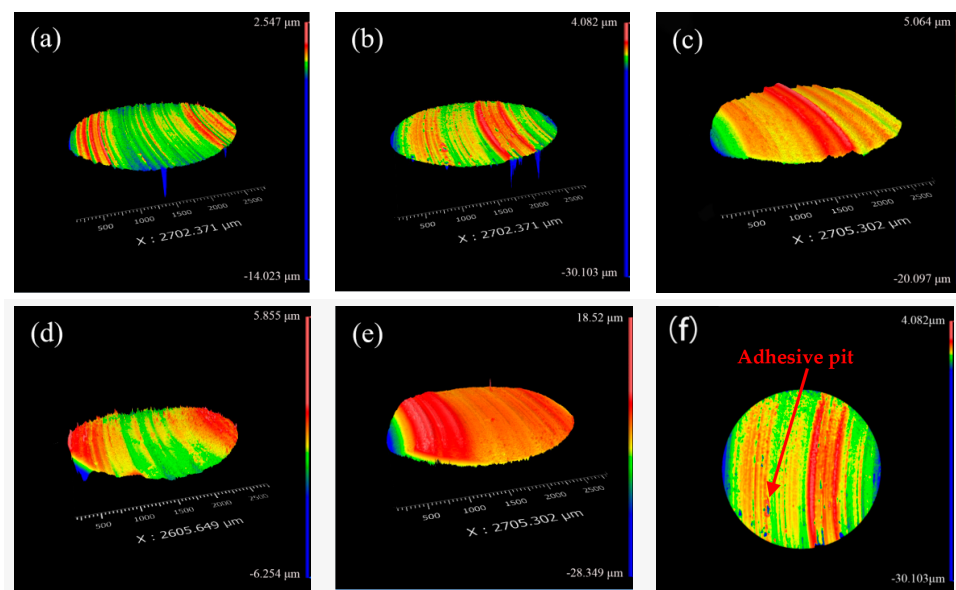 (a)
2.547 μm
500
1000
1500
2000
2500
X : 2702.371 μm
-14.023 μm
(b)
4.082 μm
500
1000
1500
2000
2500
X : 2702.371 μm
-30.103 μm
(c)
5.064 μm
500
1000
1500
2000
2500
X : 2705.302 μm
-20.097 μm
(d)
5.855 μm
500
1000
1500
2000
2500
X : 2605.649 μm
-6.254 μm
(e)
18.52 μm
500
1000
1500
2000
2500
X : 2705.302 μm
-28.349 μm
(f)
4.082μm
Adhesive pit
-30.103μm